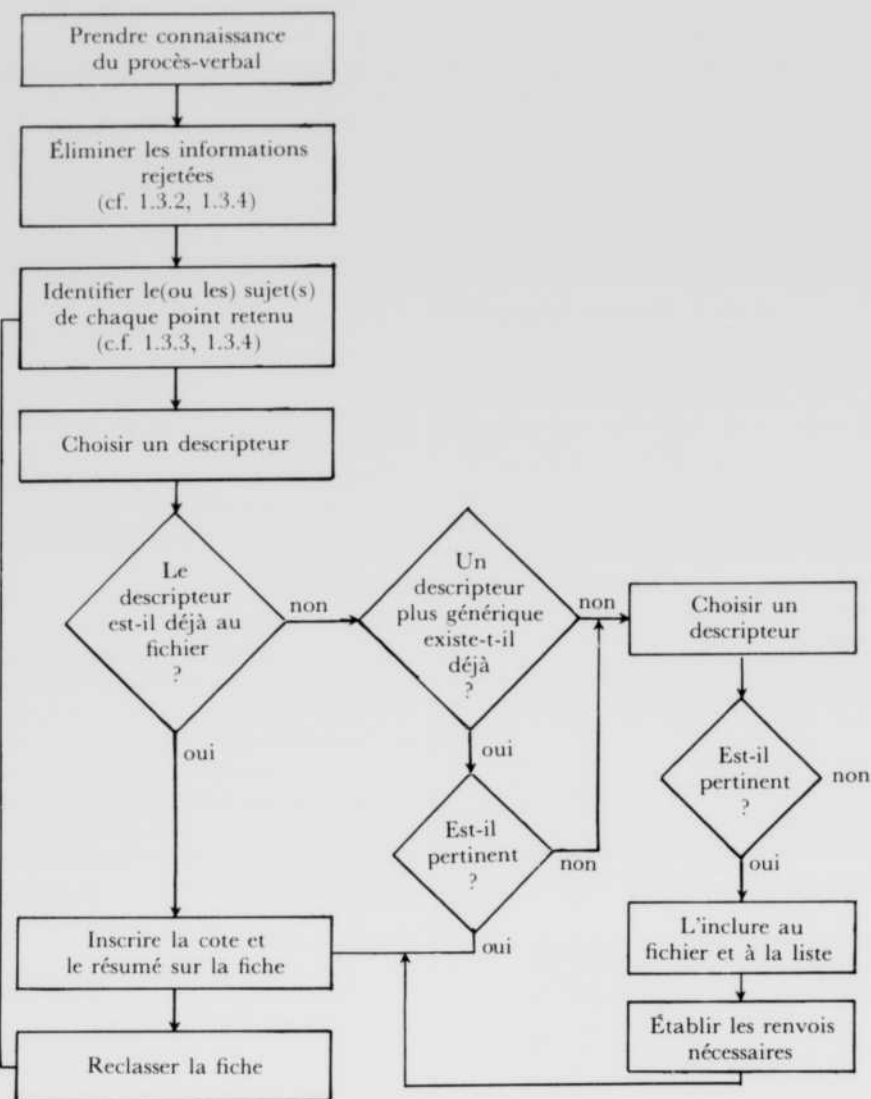 Prendre connaissance
du procès-verbal
Éliminer les informations
rejetées
(cf. 1.3.2, 1.3.4)
Identifier le(ou les) sujet(s)
de chaque point retenu
(c.f. 1.3.3, 1.3.4)
Choisir un descripteur
Le
descripteur
est-il déjà au
fichier
?
non
oui
Un
descripteur
plus générique
existe-t-il
déjà
?
non
oui
Est-il
pertinent
?
non
oui
Choisir un
descripteur
Est-il
pertinent
?
non
oui
L'inclure au
fichier et à la liste
Établir les renvois
nécessaires
Inscrire la cote et
le résumé sur la fiche
Reclasser la fiche